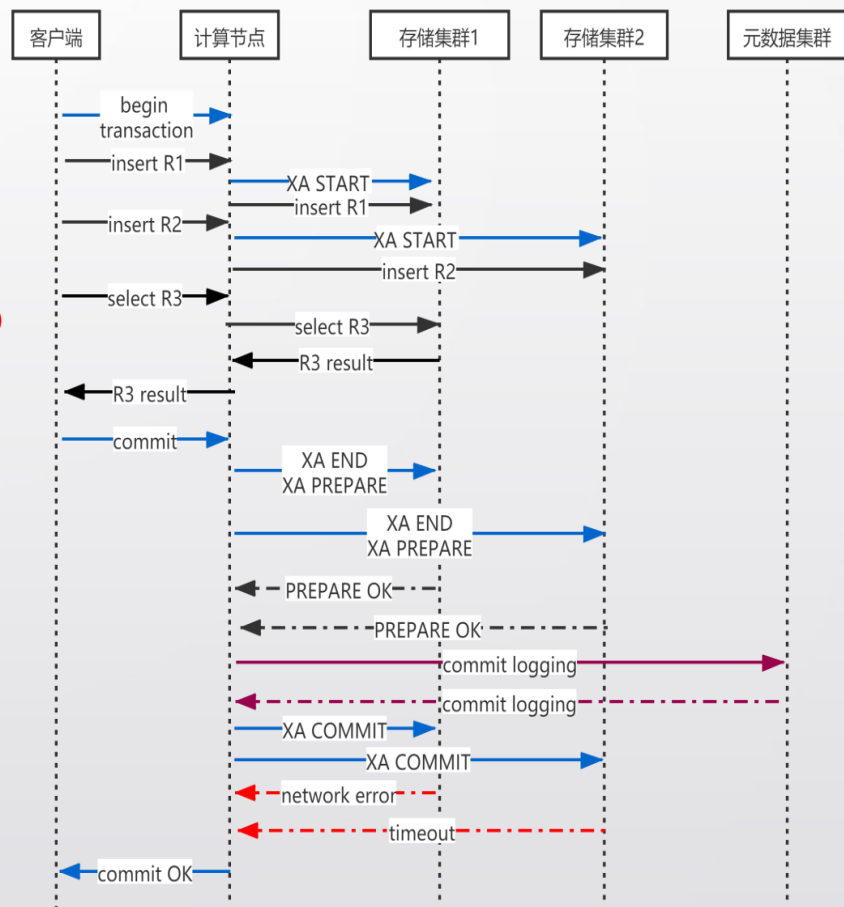 客户端
计算节点
存储集群1
存储集群2
元数据集群
begin
transaction
insert R1
XA START
insert R1
insert R2
XA START
insert R2
select R3
select R3
R3 result
R3 result
commit
XA END
XA PREPARE
XA END
XA PREPARE
PREPARE OK
PREPARE OK
commit logging
commit logging
XA COMMIT
XA COMMIT
network error
timeout
commit OK